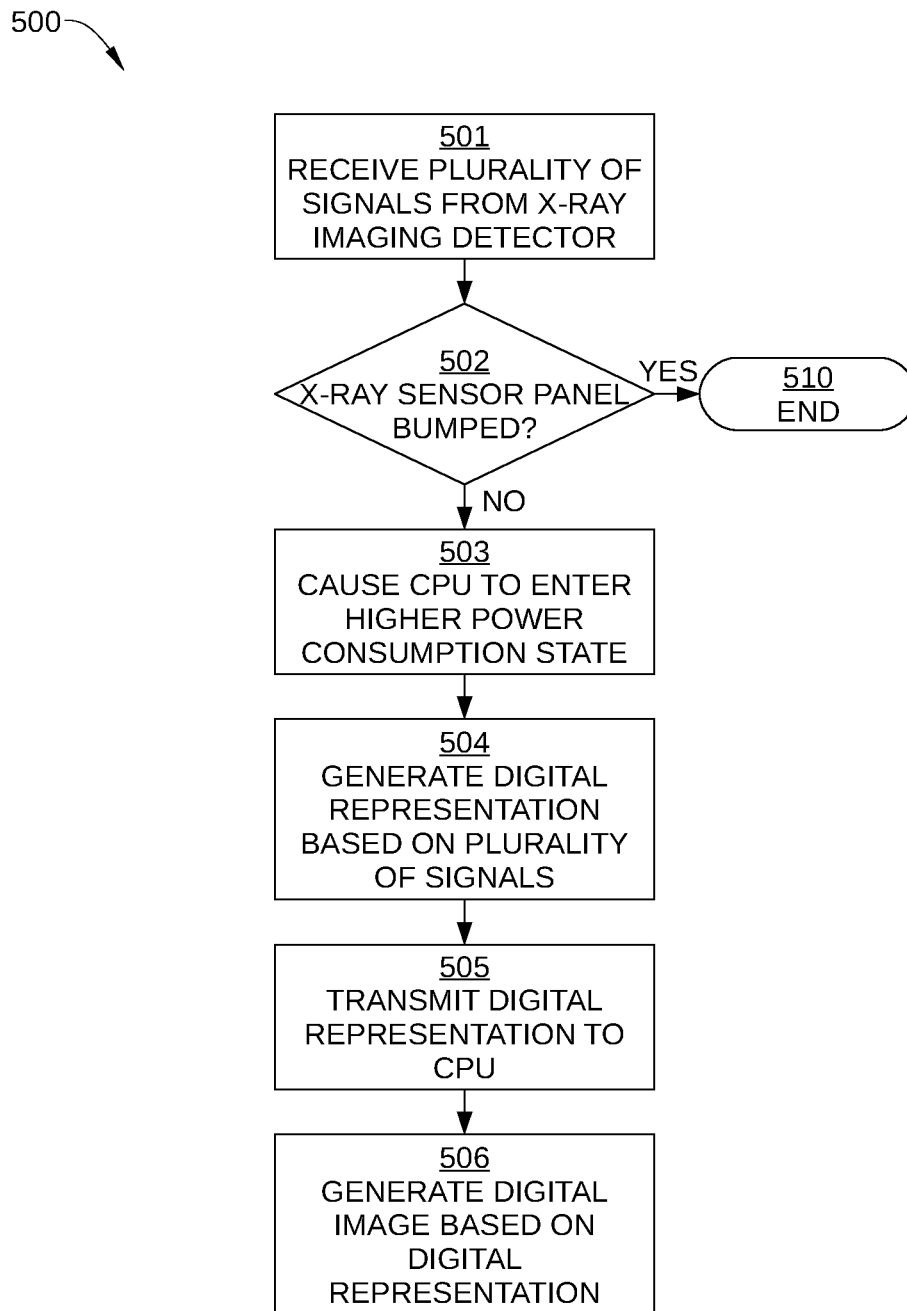 500
501
RECEIVE PLURALITY OF
SIGNALS FROM X-RAY
IMAGING DETECTOR
502
X-RAY SENSOR PANEL
BUMPED?
YES
510
END
NO
503
CAUSE CPU TO ENTER
HIGHER POWER
CONSUMPTION STATE
504
GENERATE DIGITAL
REPRESENTATION
BASED ON PLURALITY
OF SIGNALS
505
TRANSMIT DIGITAL
REPRESENTATION TO
CPU
506
GENERATE DIGITAL
IMAGE BASED ON
DIGITAL
REPRESENTATION